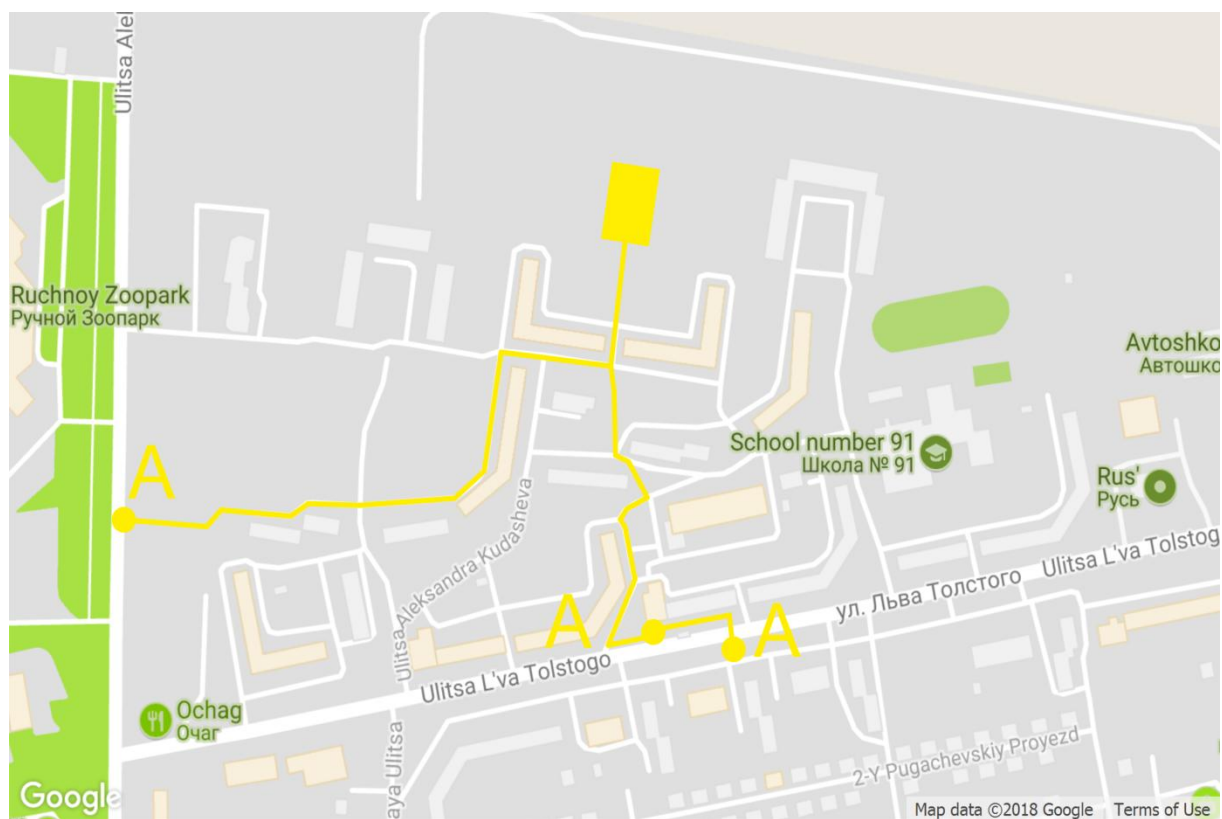 Ulitsa Alel
Ruchnoy Zoopark
Ручной Зоопарк
Avtoshko
Автошко
A
School number 91
Школа № 91
Rus'
Русь
Ulitsa Aleksandra Kudasheva
Ulitsa L'va Tolstog
ул. Льва Толстого
A
A
Ulitsa L'va Tolstogo
Ochag
Очаг
aya Ulitsa
2-Y Pugachevskiy Proyezd
Google
Map data ©2018 Google Terms of Use